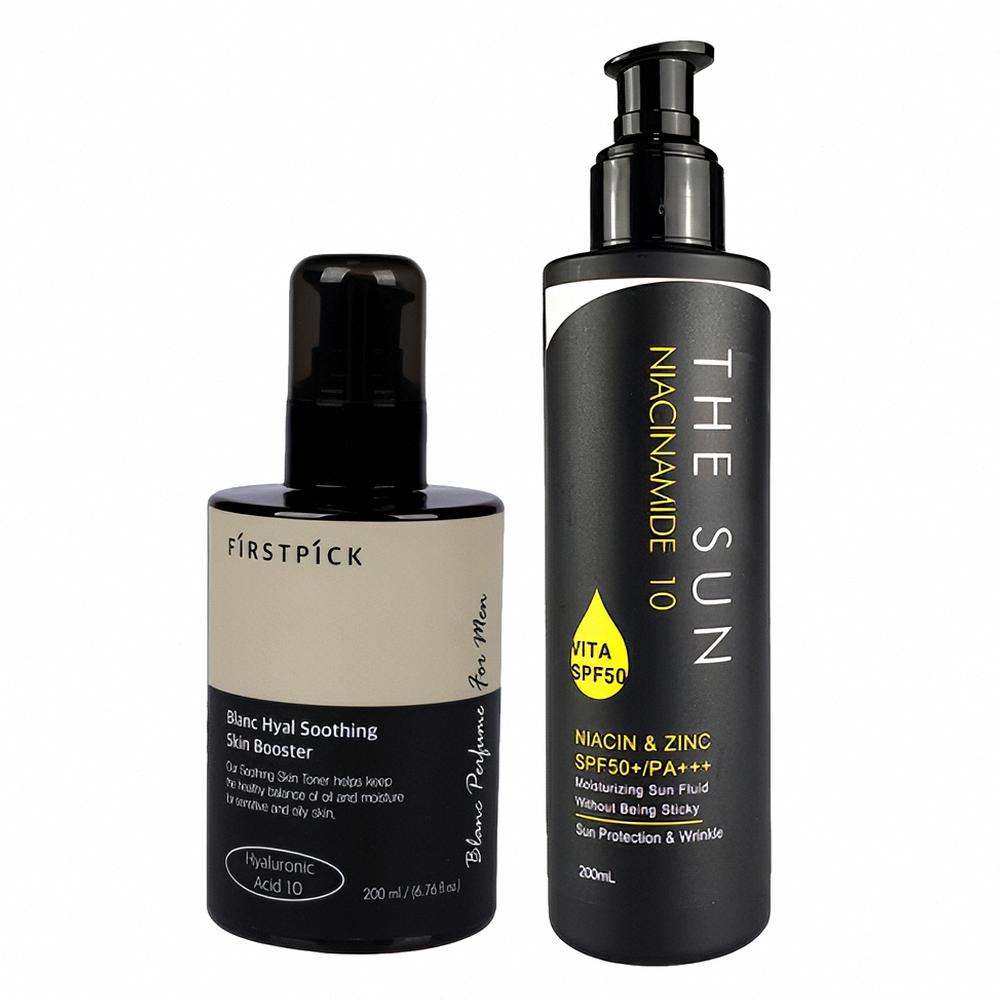 FÍRSTPÍCK
Blanc Hyal Soothing
Skin Booster
Our Soothing Skin Toner helps keep
the healthy balance of oil and moisture
for sensitive and oily skin.
Hyaluronic
Acid 10
200 ml / (6.76 fl.oz.)
Blanc Perfume For Men
THE SUN
NIACINAMIDE 10
VITA
SPF50
NIACIN & ZINC
SPF50+/PA+++
Moisturizing Sun Fluid
Without Being Sticky
Sun Protection & Wrinkle
200mL